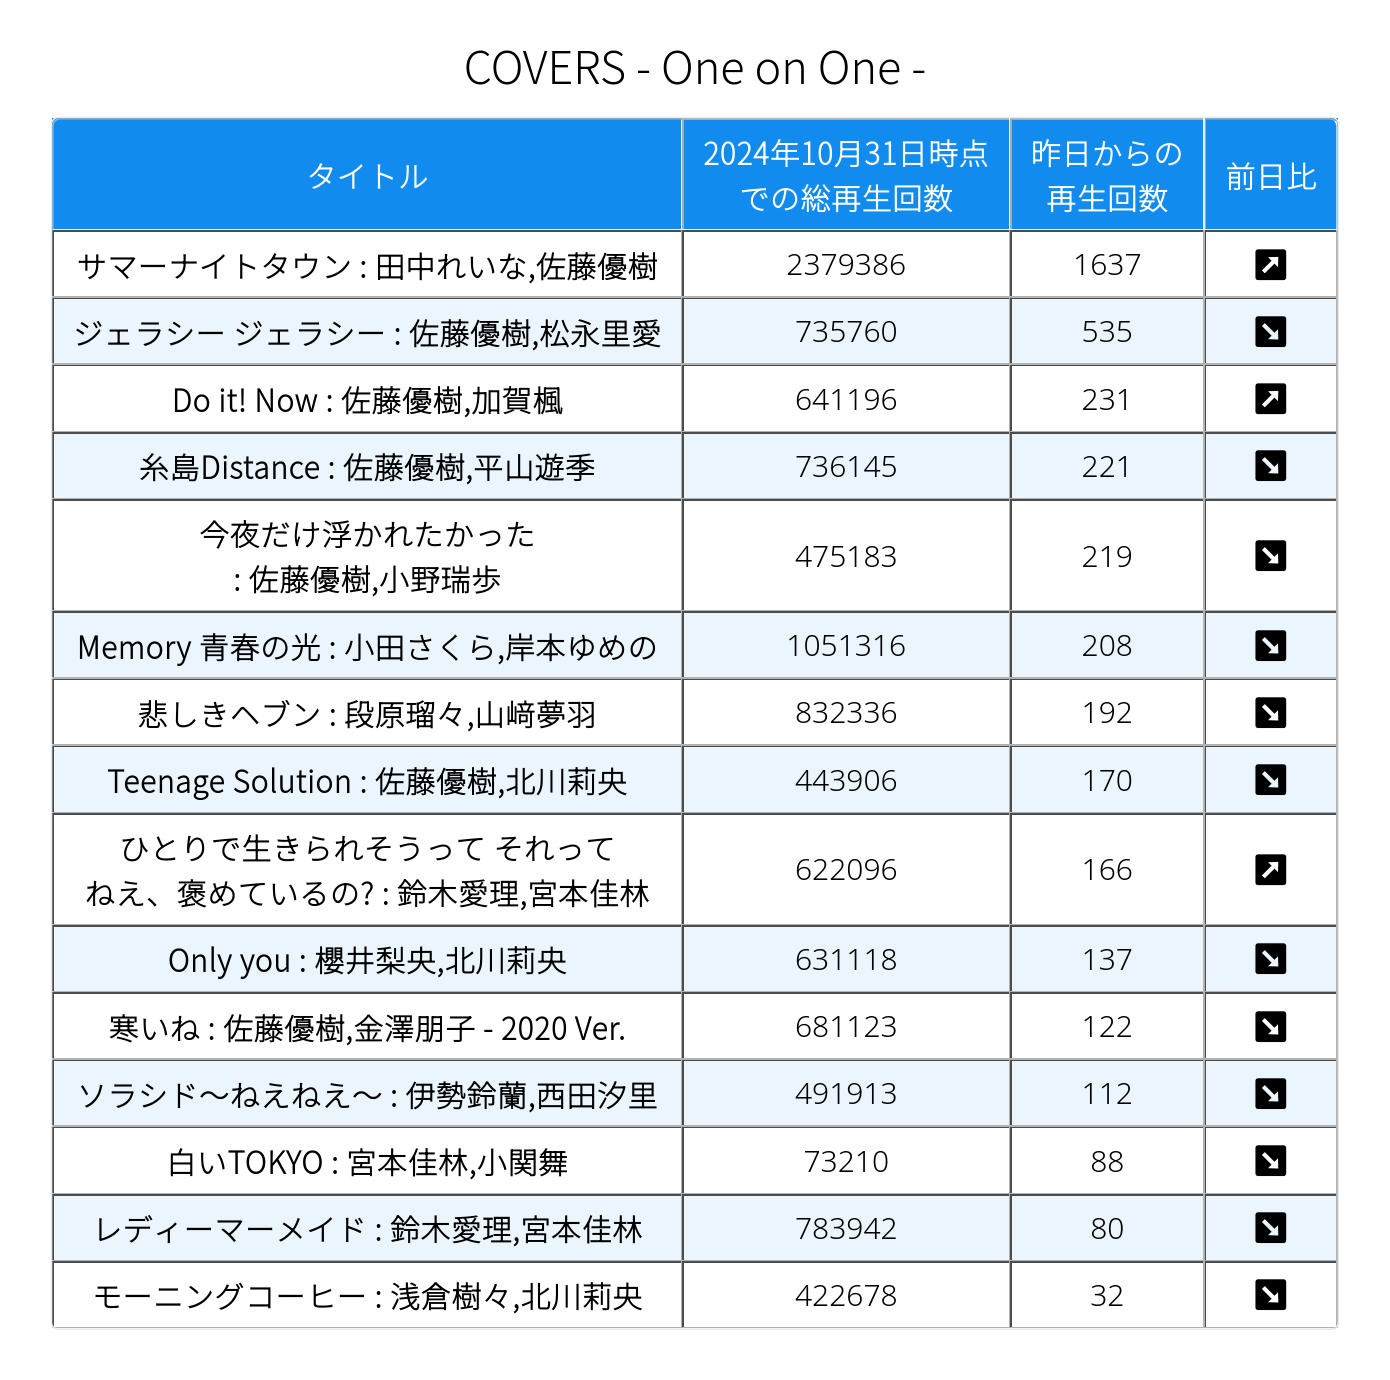 COVERS - One on One -
タイトル
2024年10月31日時点
での総再生回数
昨日からの
再生回数
前日比
サマーナイトタウン : 田中れいな,佐藤優樹 2379386 1637
ジェラシー ジェラシー : 佐藤優樹,松永里愛 735760 535
Do it! Now : 佐藤優樹,加賀楓 641196 231
糸島Distance : 佐藤優樹,平山遊季 736145 221
今夜だけ浮かれたかった
: 佐藤優樹,小野瑞歩 475183 219
Memory 青春の光 : 小田さくら,岸本ゆめの 1051316 208
悲しきヘブン : 段原瑠々,山﨑夢羽 832336 192
Teenage Solution : 佐藤優樹,北川莉央 443906 170
ひとりで生きられそうって それって
ねえ、褒めているの? : 鈴木愛理,宮本佳林 622096 166
Only you : 櫻井梨央,北川莉央 631118 137
寒いね : 佐藤優樹,金澤朋子 - 2020 Ver. 681123 122
ソラシド～ねえねえ～ : 伊勢鈴蘭,西田汐里 491913 112
白いTOKYO : 宮本佳林,小関舞 73210 88
レディーマーメイド : 鈴木愛理,宮本佳林 783942 80
モーニングコーヒー : 浅倉樹々,北川莉央 422678 32